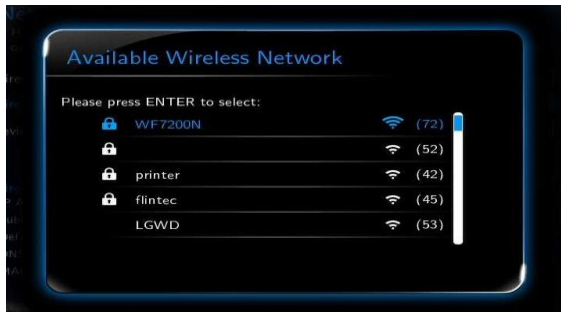 Available Wireless Network
Please press ENTER to select:
WF7200N (72)
(52)
printer (42)
flintec (45)
LGWD (53)